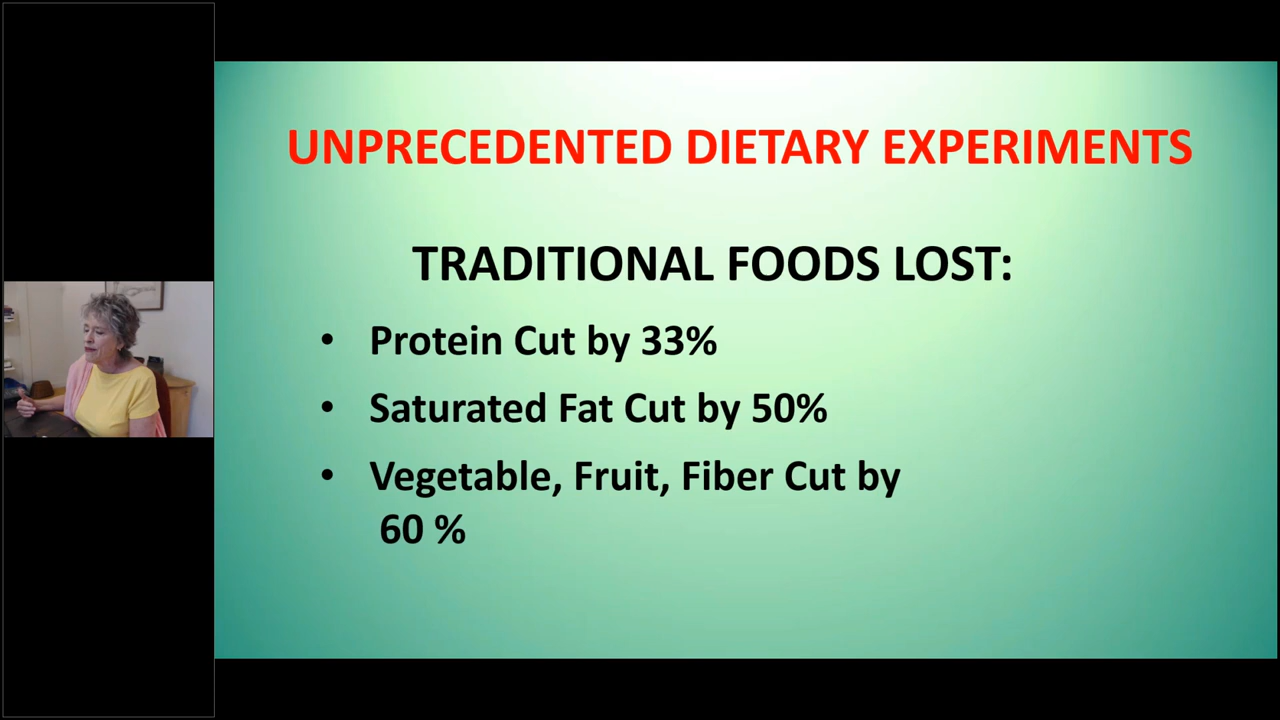 UNPRECEDENTED DIETARY EXPERIMENTS
TRADITIONAL FOODS LOST:
• Protein Cut by 33%
• Saturated Fat Cut by 50%
• Vegetable, Fruit, Fiber Cut by
60 %